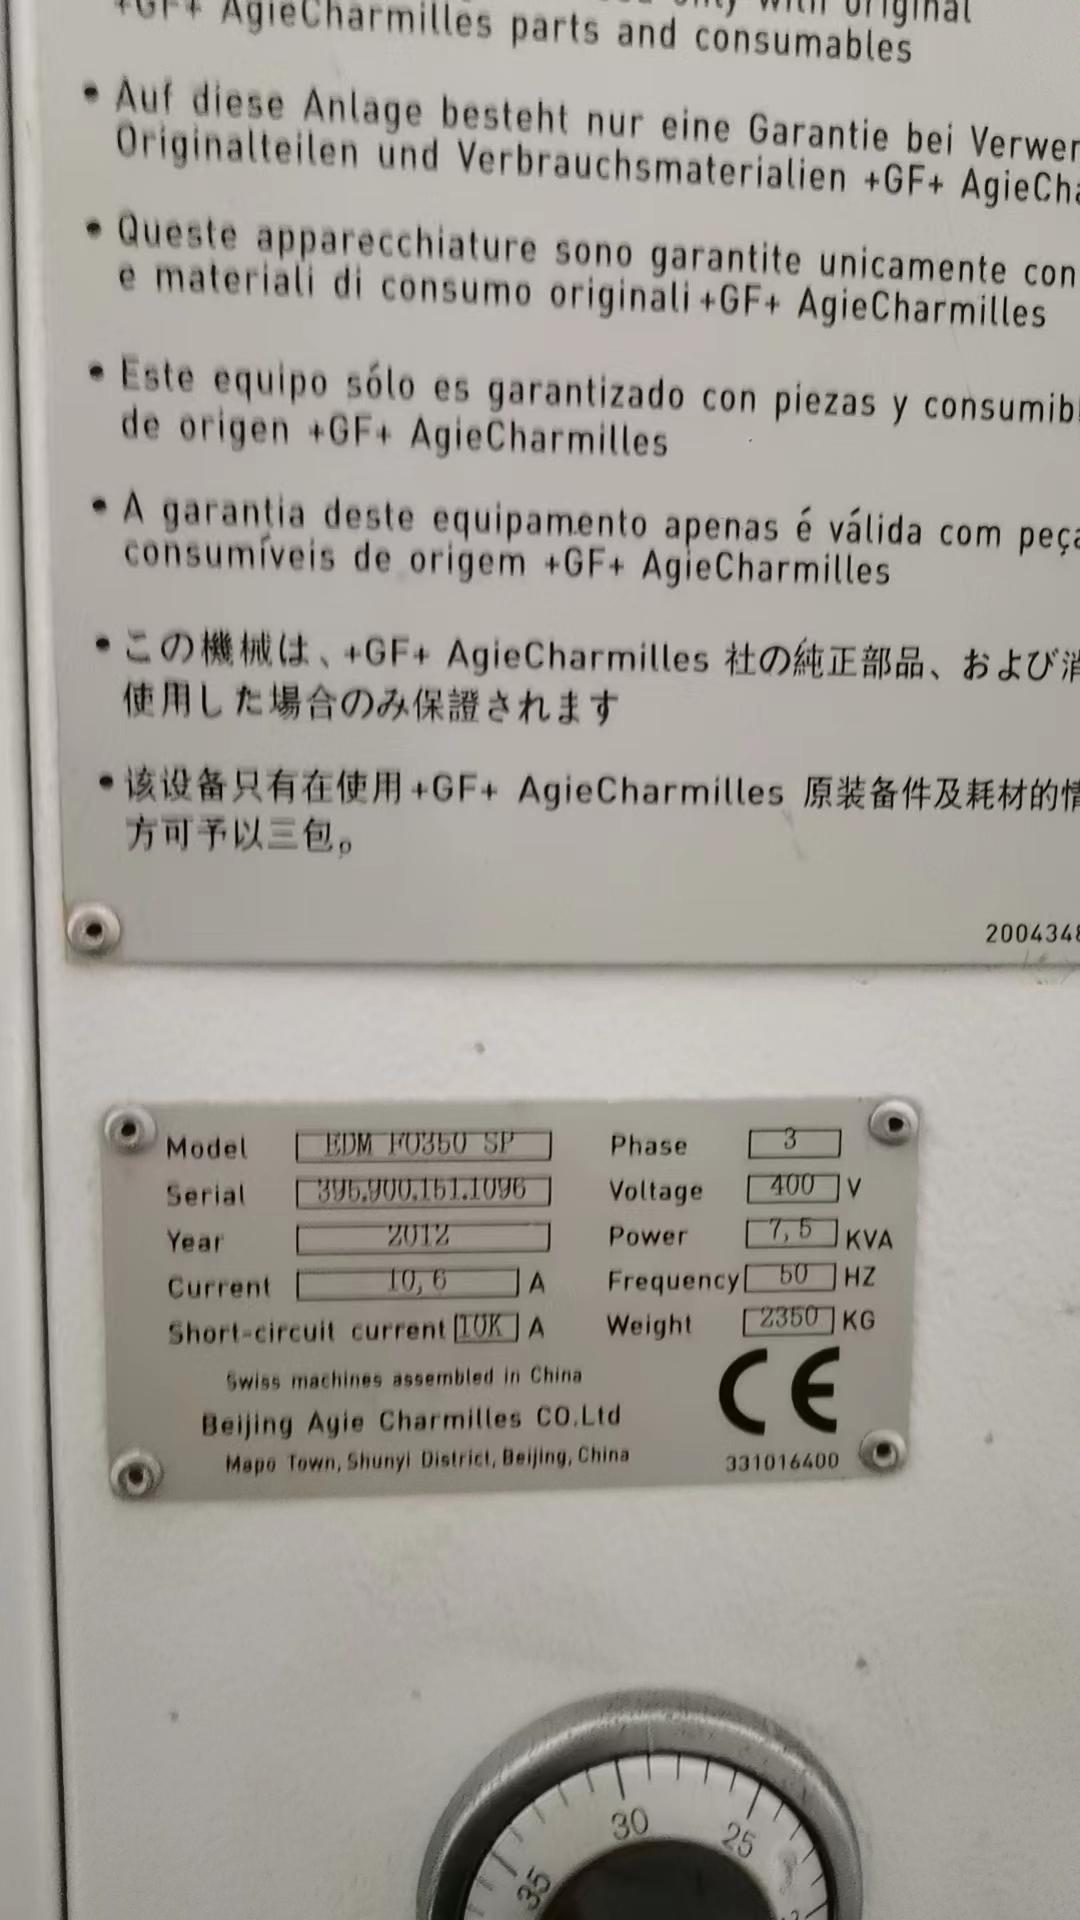 +GF+ AgieCharmilles parts and consumables
only with original
• Auf diese Anlage besteht nur eine Garantie bei
Originalteilen und Verbrauchsmaterialien +GF+
• Queste apparecchiature sono garantite unicamente con
e materiali di consumo originali +GF+ AgieCharmilles
• Este equipo sólo es garantizado con piezas y
de origen +GF+ AgieCharmilles
• A garantia deste equipamento apenas é válida com
consumíveis de origem +GF+ AgieCharmilles
• この機械は、+GF+ AgieCharmilles 社の純正部品、および消
使用した場合のみ保證されます
• 该设备只有在使用+GF+ AgieCharmilles 原装备件及耗材的情
方可予以三包。
Model EDM FO350 SP Phase 3
Serial 395.900.151.1096 Voltage 400 V
Year 2012 Power 7,5 KVA
Current 10,6 A Frequency 50 HZ
Short-circuit current 10K A Weight 2350 KG
Swiss machines assembled in China
Beijing Agie Charmilles CO.Ltd
Mapo Town, Shunyi District, Beijing, China
CE
331016400
30
25
35